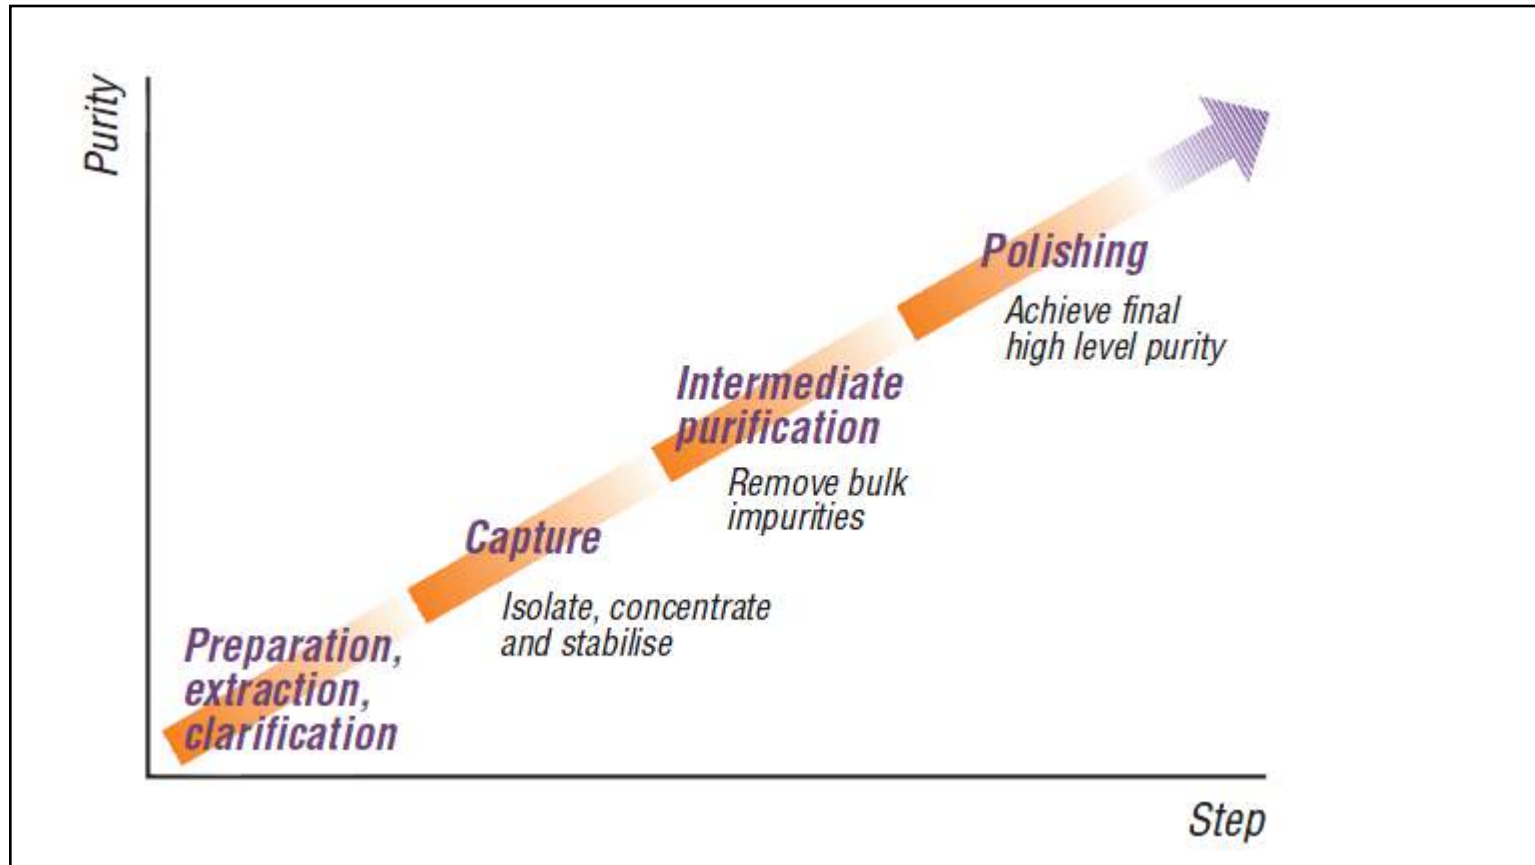 Purity
Polishing
Achieve final
high level purity
Intermediate
purification
Remove bulk
impurities
Capture
Isolate, concentrate
and stabilise
Preparation,
extraction,
clarification
Step